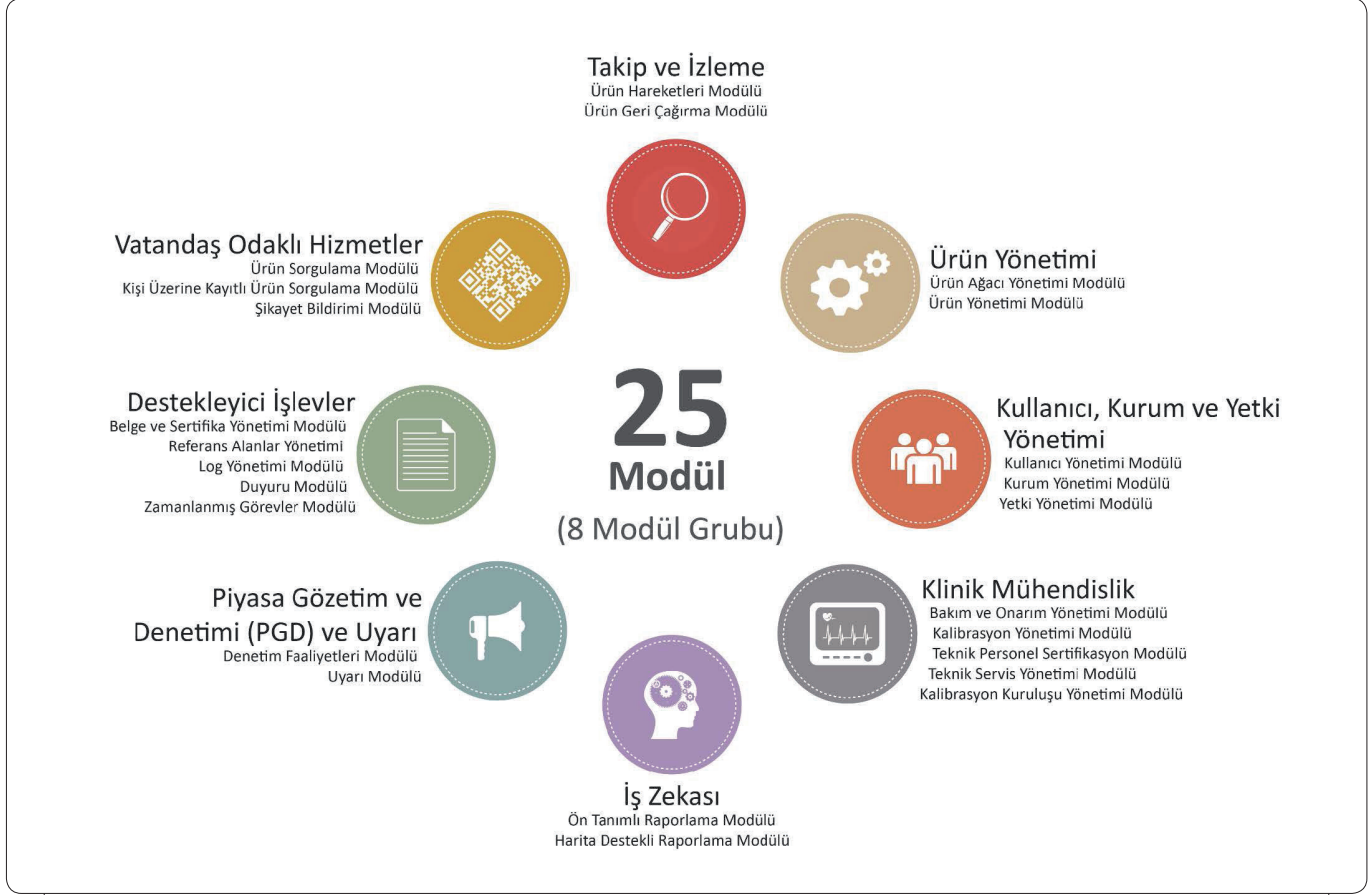 Takip ve İzleme
Ürün Hareketleri Modülü
Ürün Geri Çağırma Modülü
Vatandaş Odaklı Hizmetler
Ürün Sorgulama Modülü
Kişi Üzerine Kayıtlı Ürün Sorgulama Modülü
Şikayet Bildirimi Modülü
Ürün Yönetimi
Ürün Ağacı Yönetimi Modülü
Ürün Yönetimi Modülü
Destekleyici İşlevler
Belge ve Sertifika Yönetimi Modülü
Referans Alanlar Yönetimi
Log Yönetimi Modülü
Duyuru Modülü
Zamanlanmış Görevler Modülü
25
Modül
(8 Modül Grubu)
Kullanıcı, Kurum ve Yetki
Yönetimi
Kullanıcı Yönetimi Modülü
Kurum Yönetimi Modülü
Yetki Yönetimi Modülü
Piyasa Gözetim ve
Denetimi (PGD) ve Uyarı
Denetim Faaliyetleri Modülü
Uyarı Modülü
Klinik Mühendislik
Bakım ve Onarım Yönetimi Modülü
Kalibrasyon Yönetimi Modülü
Teknik Personel Sertifikasyon Modülü
Teknik Servis Yönetimi Modülü
Kalibrasyon Kuruluşu Yönetimi Modülü
İş Zekası
Ön Tanımlı Raporlama Modülü
Harita Destekli Raporlama Modülü